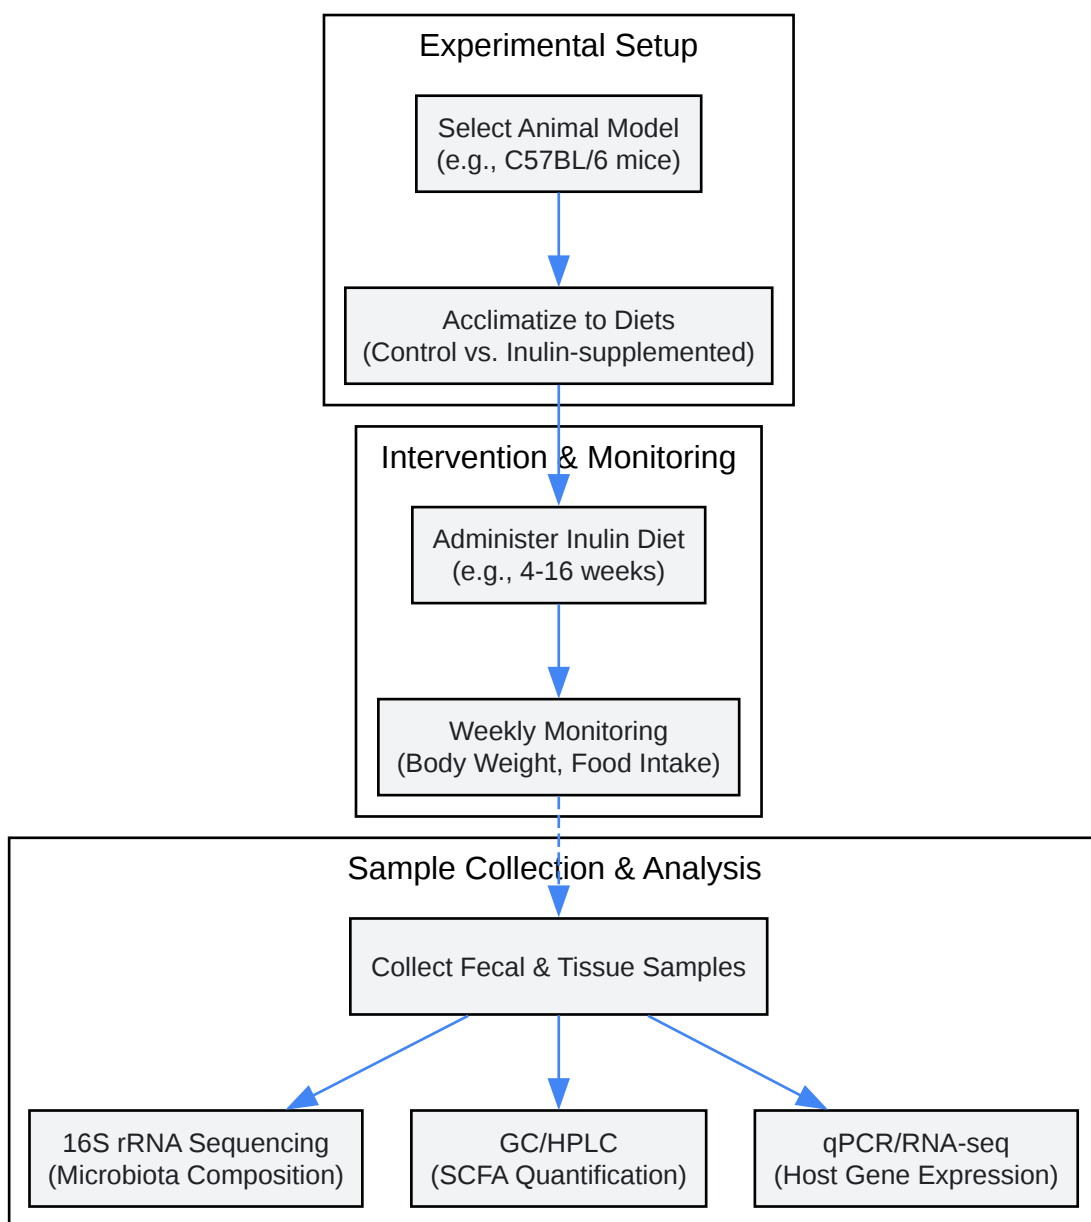 Experimental Setup
Select Animal Model
(e.g., C57BL/6 mice)
Acclimatize to Diets
(Control vs. Inulin-supplemented)
Intervention & Monitoring
Administer Inulin Diet
(e.g., 4-16 weeks)
Weekly Monitoring
(Body Weight, Food Intake)
Sample Collection & Analysis
Collect Fecal & Tissue Samples
16S rRNA Sequencing
(Microbiota Composition)
GC/HPLC
(SCFA Quantification)
qPCR/RNA-seq
(Host Gene Expression)